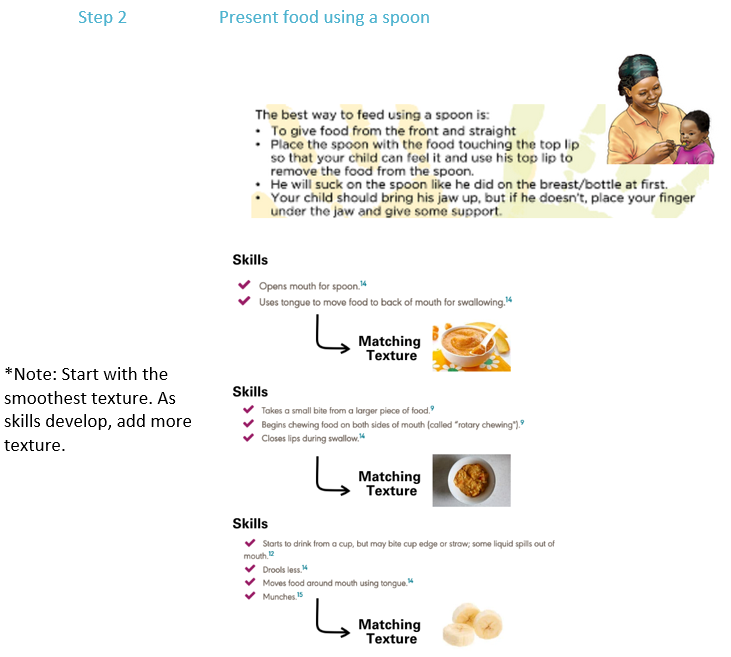 Step 2
Present food using a spoon
The best way to feed using a spoon is:
• To give food from the front and straight
• Place the spoon with the food touching the top lip
so that your child can feel it and use his top lip to
remove the food from the spoon.
• He will suck on the spoon like he did on the breast/bottle at first.
• Your child should bring his jaw up, but if he doesn't, place your finger
under the jaw and give some support.
Skills
✔ Opens mouth for spoon.14
✔ Uses tongue to move food to back of mouth for swallowing.14
Matching
Texture
*Note: Start with the
smoothest texture. As
skills develop, add more
texture.
Skills
✔ Takes a small bite from a larger piece of food.9
✔ Begins chewing food on both sides of mouth (called "rotary chewing").9
✔ Closes lips during swallow.14
Matching
Texture
Skills
✔ Starts to drink from a cup, but may bite cup edge or straw; some liquid spills out of
mouth.12
✔ Drools less.14
✔ Moves food around mouth using tongue.14
✔ Munches.15
Matching
Texture